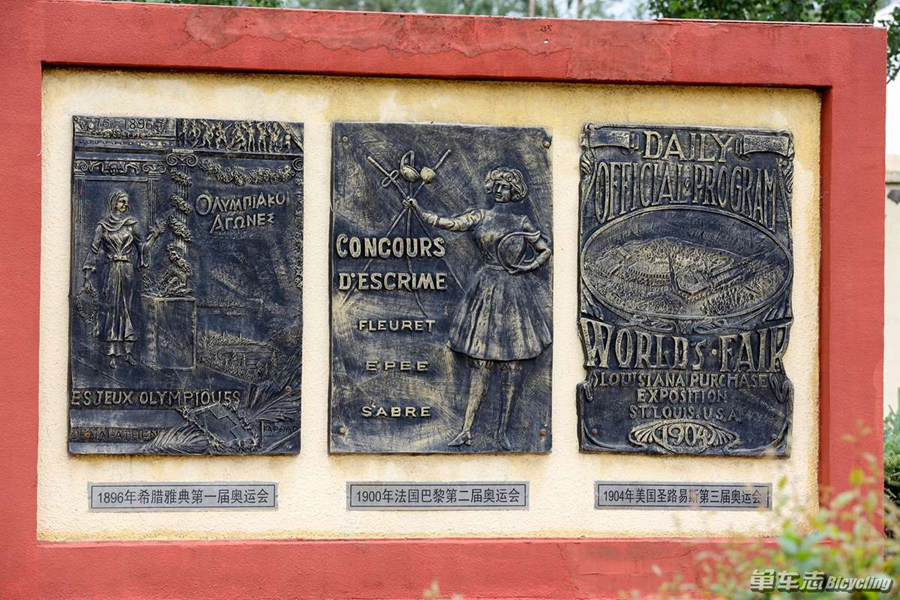 776-1896
ΟΛΥΜΠΙΑΚΟΙ
ΑΓΩΝΕΣ
ES JEUX OLYMPIQUES
1896年希腊雅典第一届奥运会
CONCOURS
D'ESCRIME
FLEURET
EPEE
SABRE
1900年法国巴黎第二届奥运会
DAILY
OFFICIAL·PROGRAM
WORLD'S·FAIR
LOUISIANA PURCHASE
EXPOSITION
ST. LOUIS. U.S.A.
1904
1904年美国圣路易斯第三届奥运会
单车志 Bicycling